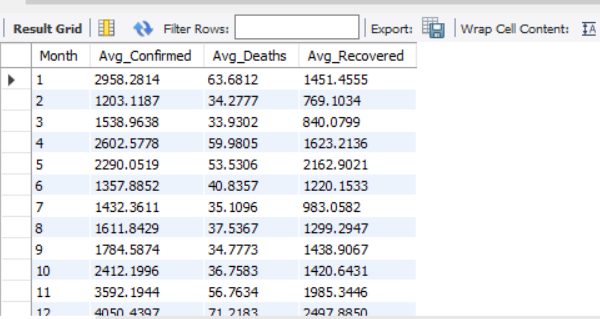 Result Grid Filter Rows: Export: Wrap Cell Content: IA
Month Avg_Confirmed Avg_Deaths Avg_Recovered
1 2958.2814 63.6812 1451.4555
2 1203.1187 34.2777 769.1034
3 1538.9638 33.9302 840.0799
4 2602.5778 59.9805 1623.2136
5 2290.0519 53.5306 2162.9021
6 1357.8852 40.8357 1220.1533
7 1432.3611 35.1096 983.0582
8 1611.8429 37.5367 1299.2947
9 1784.5874 34.7773 1438.9067
10 2412.1996 36.7583 1420.6431
11 3592.1944 56.7634 1985.3446
12 4050.4397 71.2183 2497.8850